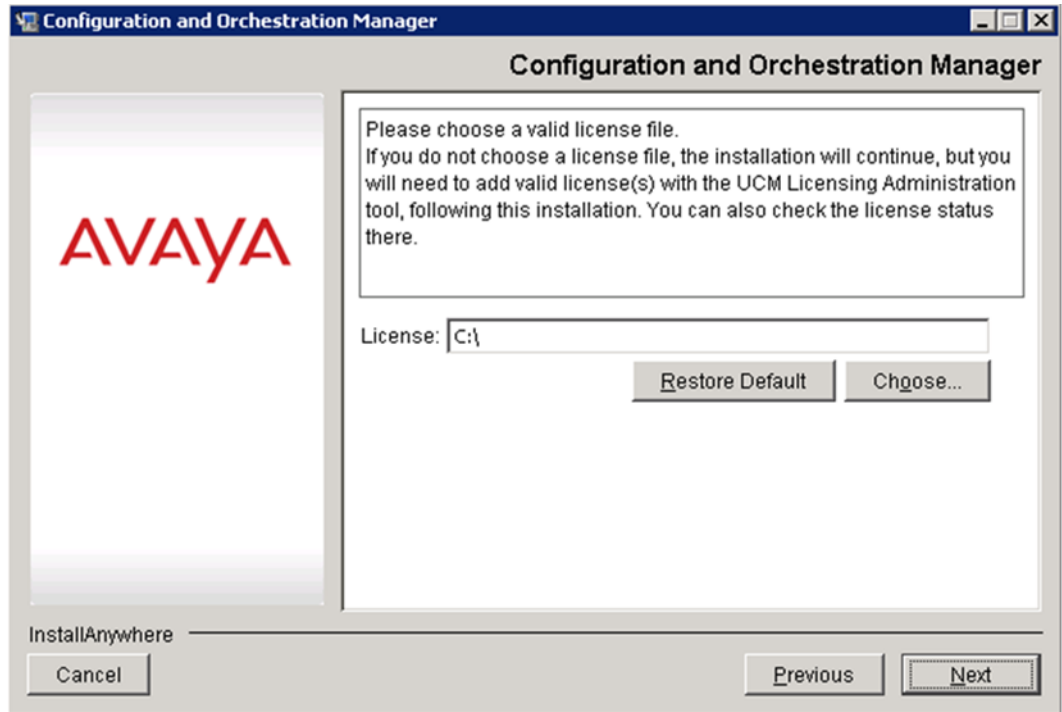 Configuration and Orchestration Manager
Configuration and Orchestration Manager
AVAYA
Please choose a valid license file.
If you do not choose a license file, the installation will continue, but you
will need to add valid license(s) with the UCM Licensing Administration
tool, following this installation. You can also check the license status
there.
License: C:\
Restore Default
Choose...
InstallAnywhere
Cancel
Previous
Next